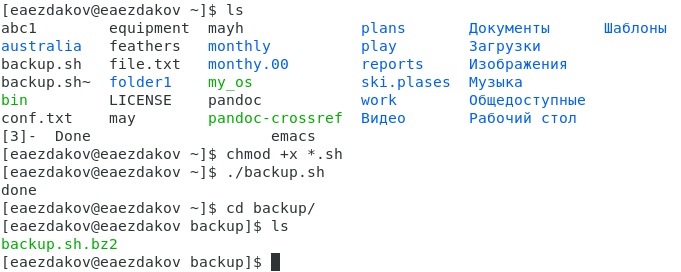 [eaezdakov@eaezdakov ~]$ ls
abc1 equipment mayh plans Документы Шаблоны
australia feathers monthly play Загрузки
backup.sh file.txt monthy.00 reports Изображения
backup.sh~ folder1 my_os ski.plases Музыка
bin LICENSE pandoc work Общедоступные
conf.txt may pandoc-crossref Видео Рабочий стол
[3]- Done emacs
[eaezdakov@eaezdakov ~]$ chmod +x *.sh
[eaezdakov@eaezdakov ~]$ ./backup.sh
done
[eaezdakov@eaezdakov ~]$ cd backup/
[eaezdakov@eaezdakov backup]$ ls
backup.sh.bz2
[eaezdakov@eaezdakov backup]$